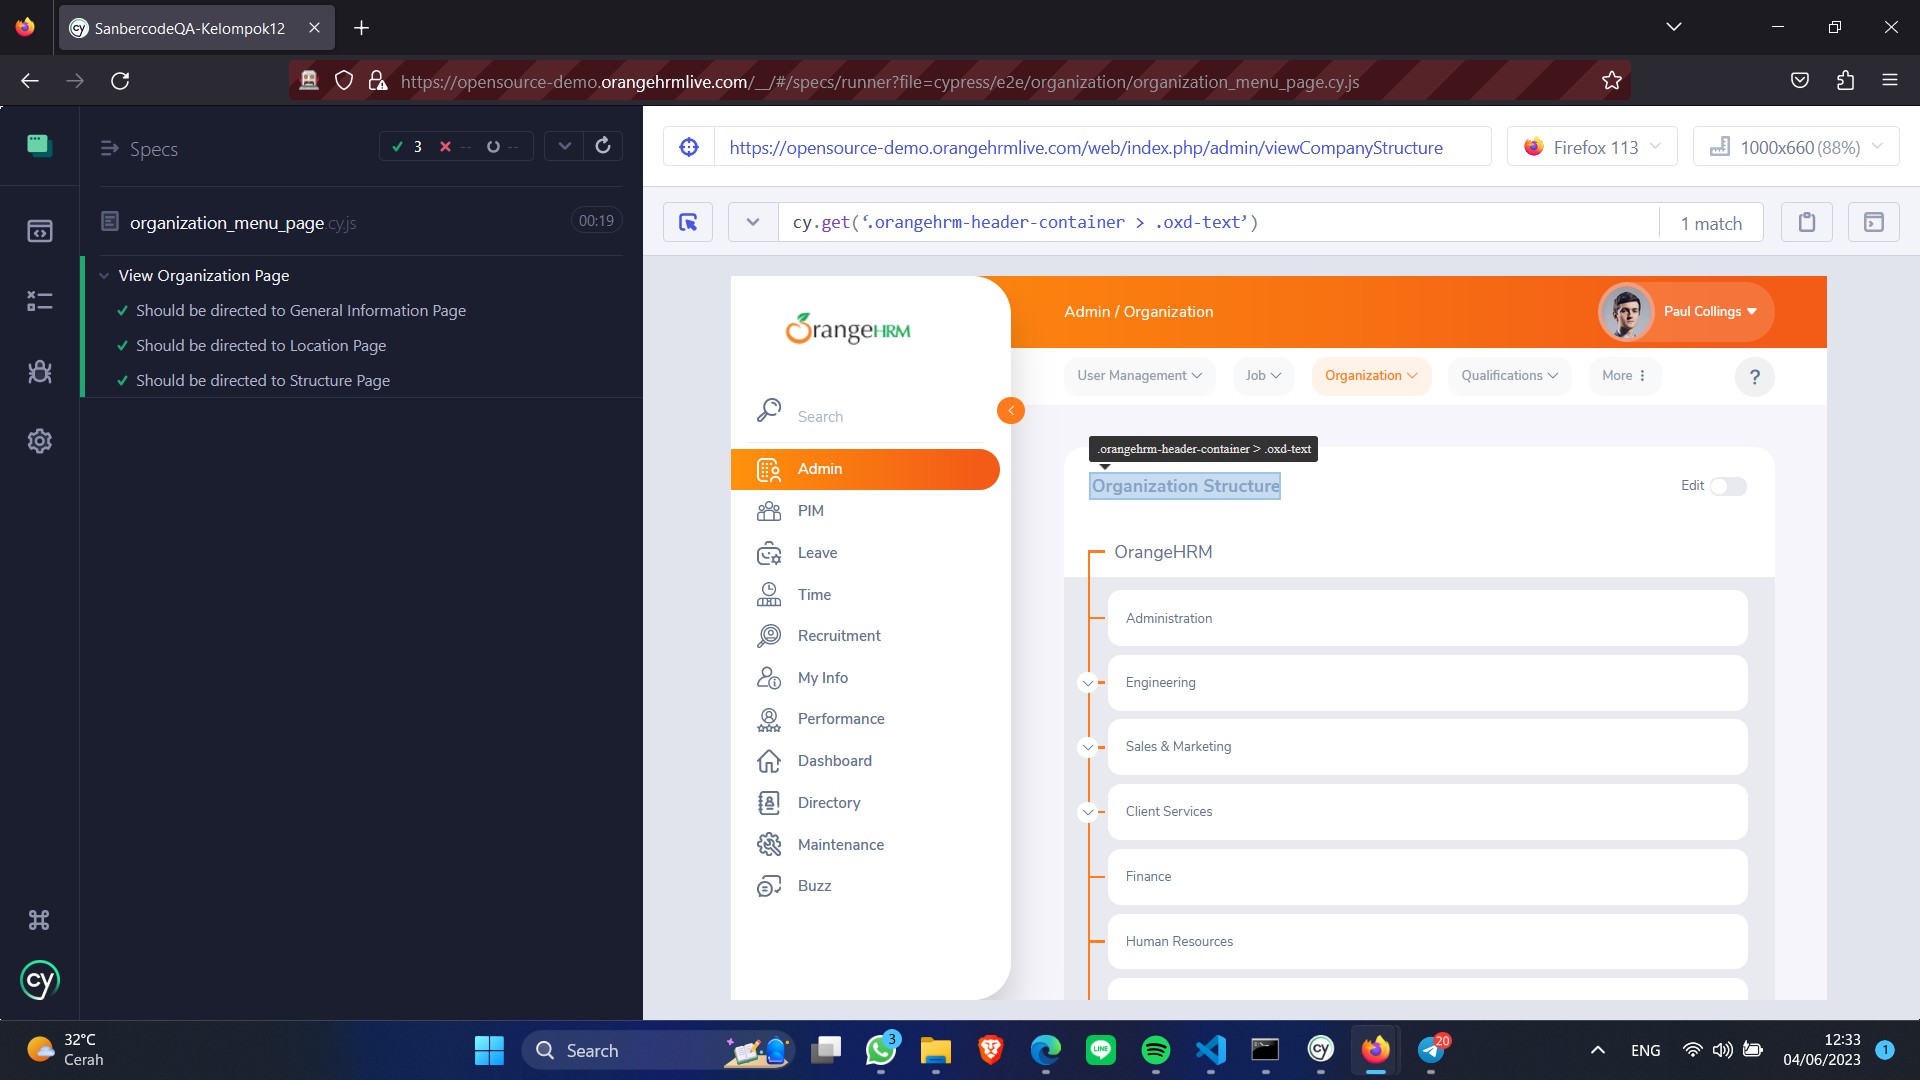 SanbercodeQA-Kelompok12
https://opensource-demo.orangehrmlive.com/__/#/specs/runner?file=cypress/e2e/organization/organization_menu_page.cy.js
Specs
3 -- --
https://opensource-demo.orangehrmlive.com/web/index.php/admin/viewCompanyStructure
Firefox 113
1000x660 (88%)
organization_menu_page.cy.js
00:19
cy.get(‘.orangehrm-header-container > .oxd-text’)
1 match
View Organization Page
Should be directed to General Information Page
Should be directed to Location Page
Should be directed to Structure Page
OrangeHRM
Search
Admin
PIM
Leave
Time
Recruitment
My Info
Performance
Dashboard
Directory
Maintenance
Buzz
Admin / Organization
Paul Collings
User Management
Job
Organization
Qualifications
More
?
.orangehrm-header-container > .oxd-text
Organization Structure
Edit
OrangeHRM
Administration
Engineering
Sales & Marketing
Client Services
Finance
Human Resources
cy
32°C
Cerah
Search
3
LINE
cy
20
ENG
12:33
04/06/2023
1